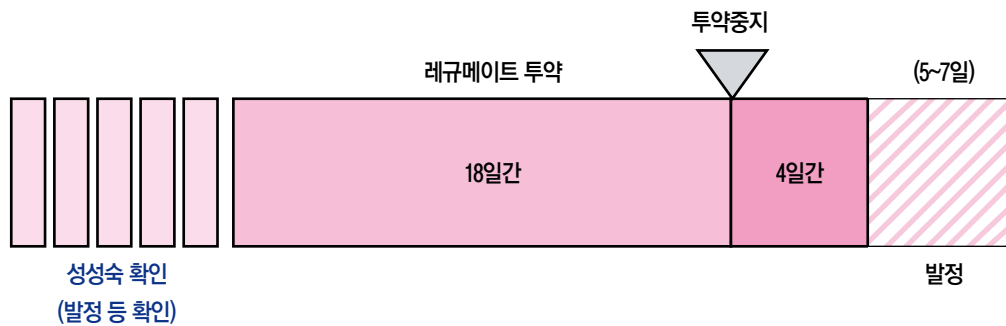 투약중지
레규메이트 투약
(5~7일)
18일간
4일간
성성숙 확인
(발정 등 확인)
발정